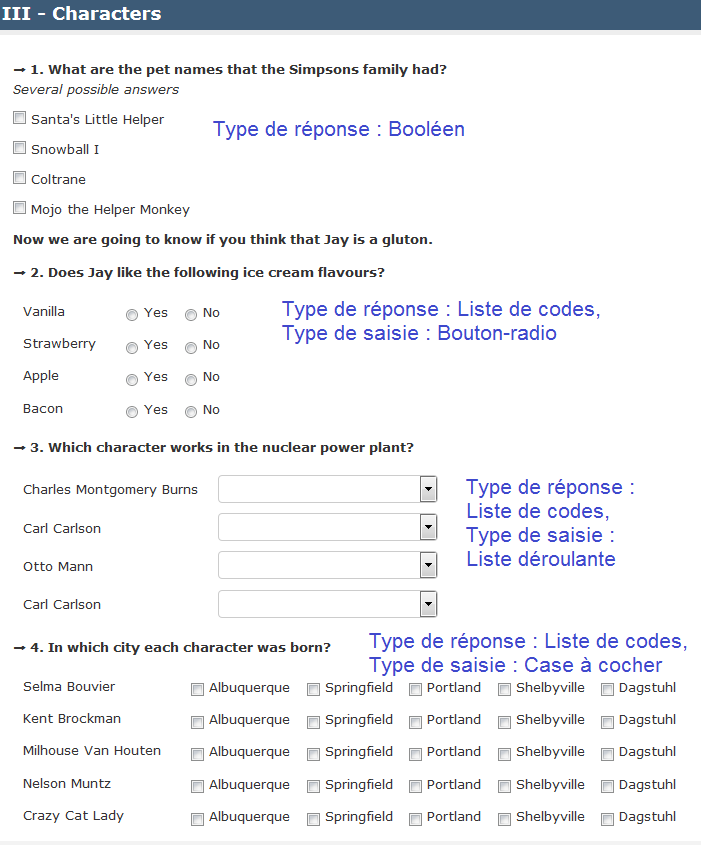 III - Characters
→ 1. What are the pet names that the Simpsons family had?
Several possible answers
Santa's Little Helper
Type de réponse : Booléen
Snowball I
Coltrane
Mojo the Helper Monkey
Now we are going to know if you think that Jay is a gluton.
→ 2. Does Jay like the following ice cream flavours?
Vanilla Yes No
Type de réponse : Liste de codes,
Type de saisie : Bouton-radio
Strawberry Yes No
Apple Yes No
Bacon Yes No
→ 3. Which character works in the nuclear power plant?
Charles Montgomery Burns
Type de réponse :
Liste de codes,
Type de saisie :
Liste déroulante
Carl Carlson
Otto Mann
Carl Carlson
→ 4. In which city each character was born?
Type de réponse : Liste de codes,
Type de saisie : Case à cocher
Selma Bouvier Albuquerque Springfield Portland Shelbyville Dagstuhl
Kent Brockman Albuquerque Springfield Portland Shelbyville Dagstuhl
Milhouse Van Houten Albuquerque Springfield Portland Shelbyville Dagstuhl
Nelson Muntz Albuquerque Springfield Portland Shelbyville Dagstuhl
Crazy Cat Lady Albuquerque Springfield Portland Shelbyville Dagstuhl